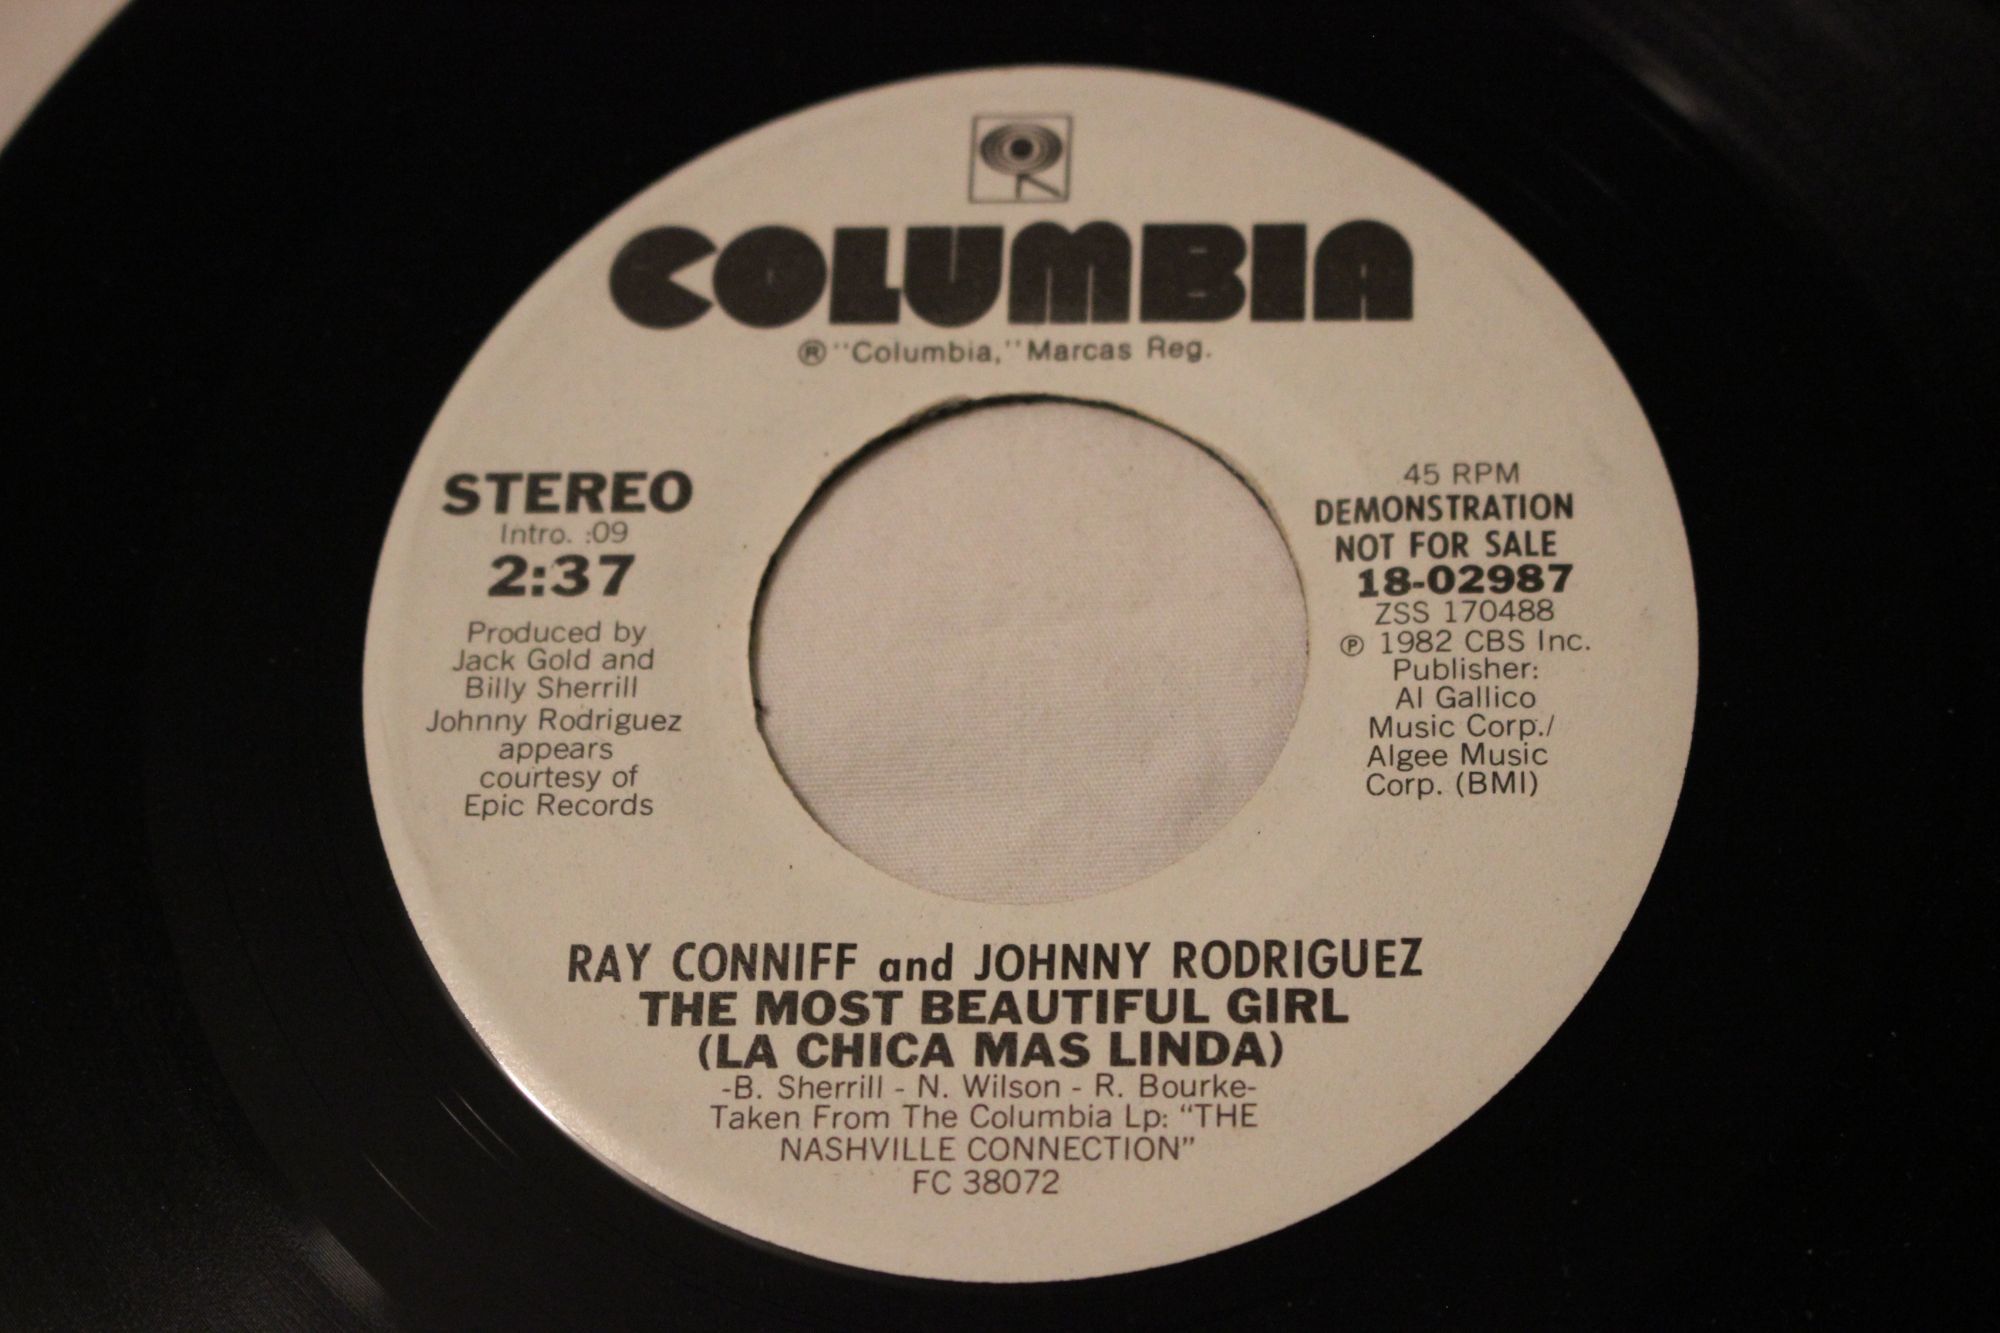 COLUMBIA
® "Columbia," Marcas Reg.
STEREO
Intro. :09
2:37
Produced by
Jack Gold and
Billy Sherrill
Johnny Rodriguez
appears
courtesy of
Epic Records
45 RPM
DEMONSTRATION
NOT FOR SALE
18-02987
ZSS 170488
℗ 1982 CBS Inc.
Publisher:
Al Gallico
Music Corp./
Algee Music
Corp. (BMI)
RAY CONNIFF and JOHNNY RODRIGUEZ
THE MOST BEAUTIFUL GIRL
(LA CHICA MAS LINDA)
-B. Sherrill - N. Wilson - R. Bourke-
Taken From The Columbia Lp: "THE
NASHVILLE CONNECTION"
FC 38072